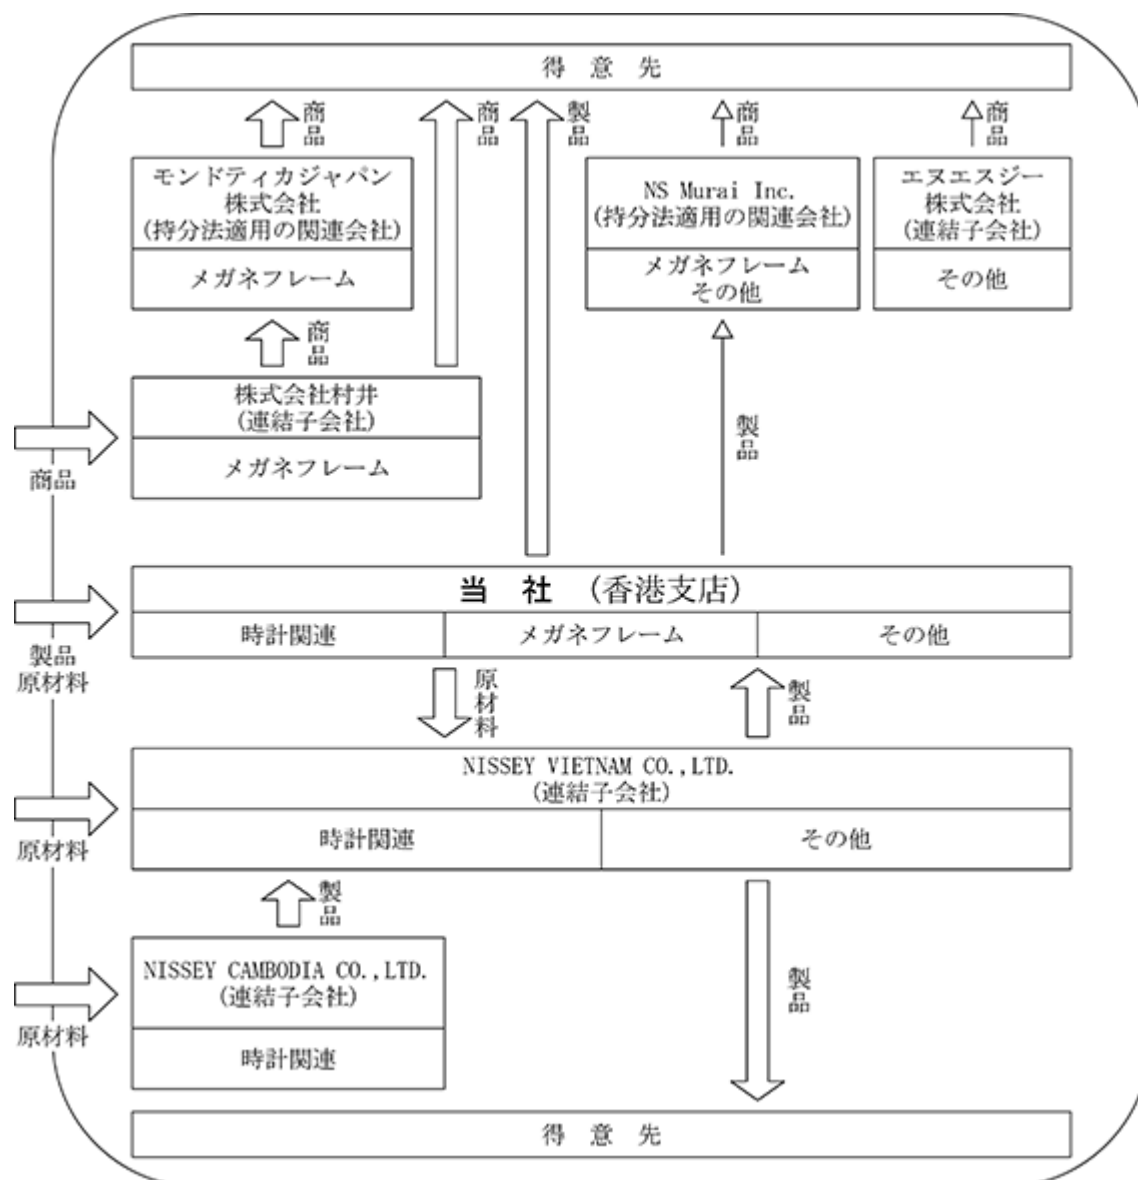 得 意 先
商品
商品
製品
商品
商品
モンドティカジャパン
株式会社
(持分法適用の関連会社)
メガネフレーム
NS Murai Inc.
(持分法適用の関連会社)
メガネフレーム
その他
エヌエスジー
株式会社
(連結子会社)
その他
商品
株式会社村井
(連結子会社)
メガネフレーム
商品
製品
当 社 (香港支店)
時計関連
メガネフレーム
その他
製品
原材料
原材料
製品
NISSEY VIETNAM CO.,LTD.
(連結子会社)
時計関連
その他
原材料
製品
NISSEY CAMBODIA CO.,LTD.
(連結子会社)
時計関連
原材料
製品
得 意 先